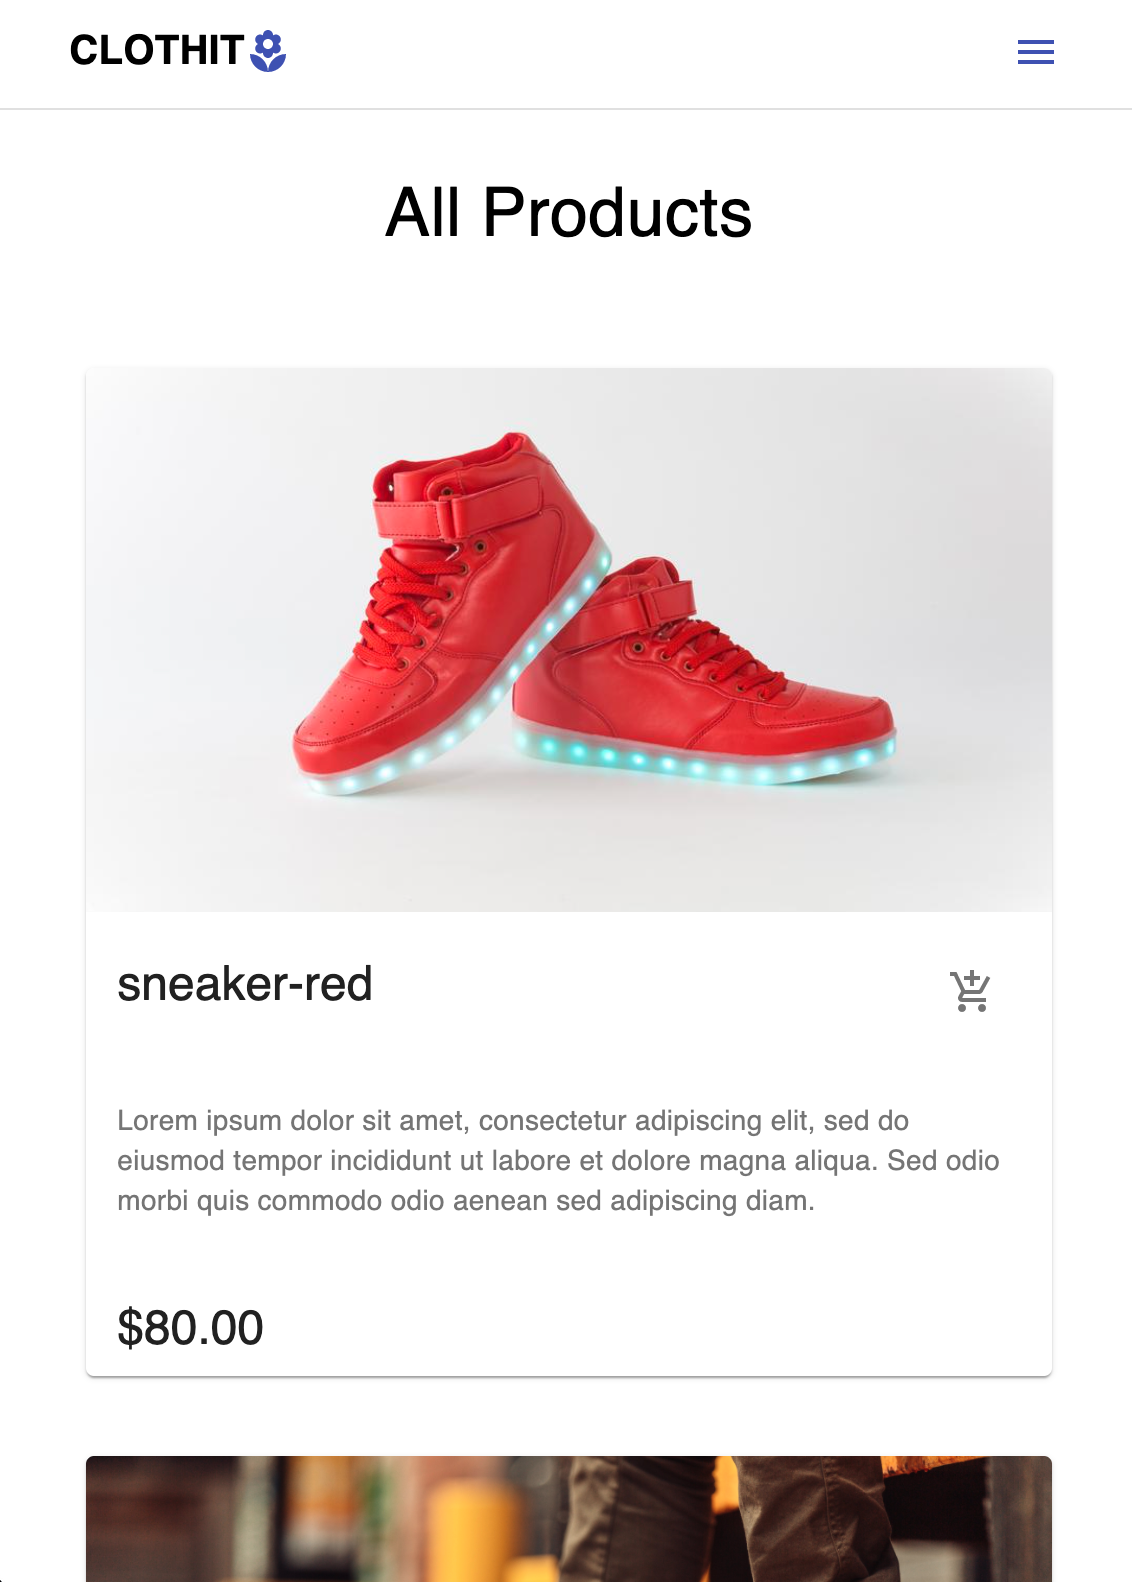 CLOTHIT
All Products
sneaker-red
Lorem ipsum dolor sit amet, consectetur adipiscing elit, sed do
eiusmod tempor incididunt ut labore et dolore magna aliqua. Sed odio
morbi quis commodo odio aenean sed adipiscing diam.
$80.00